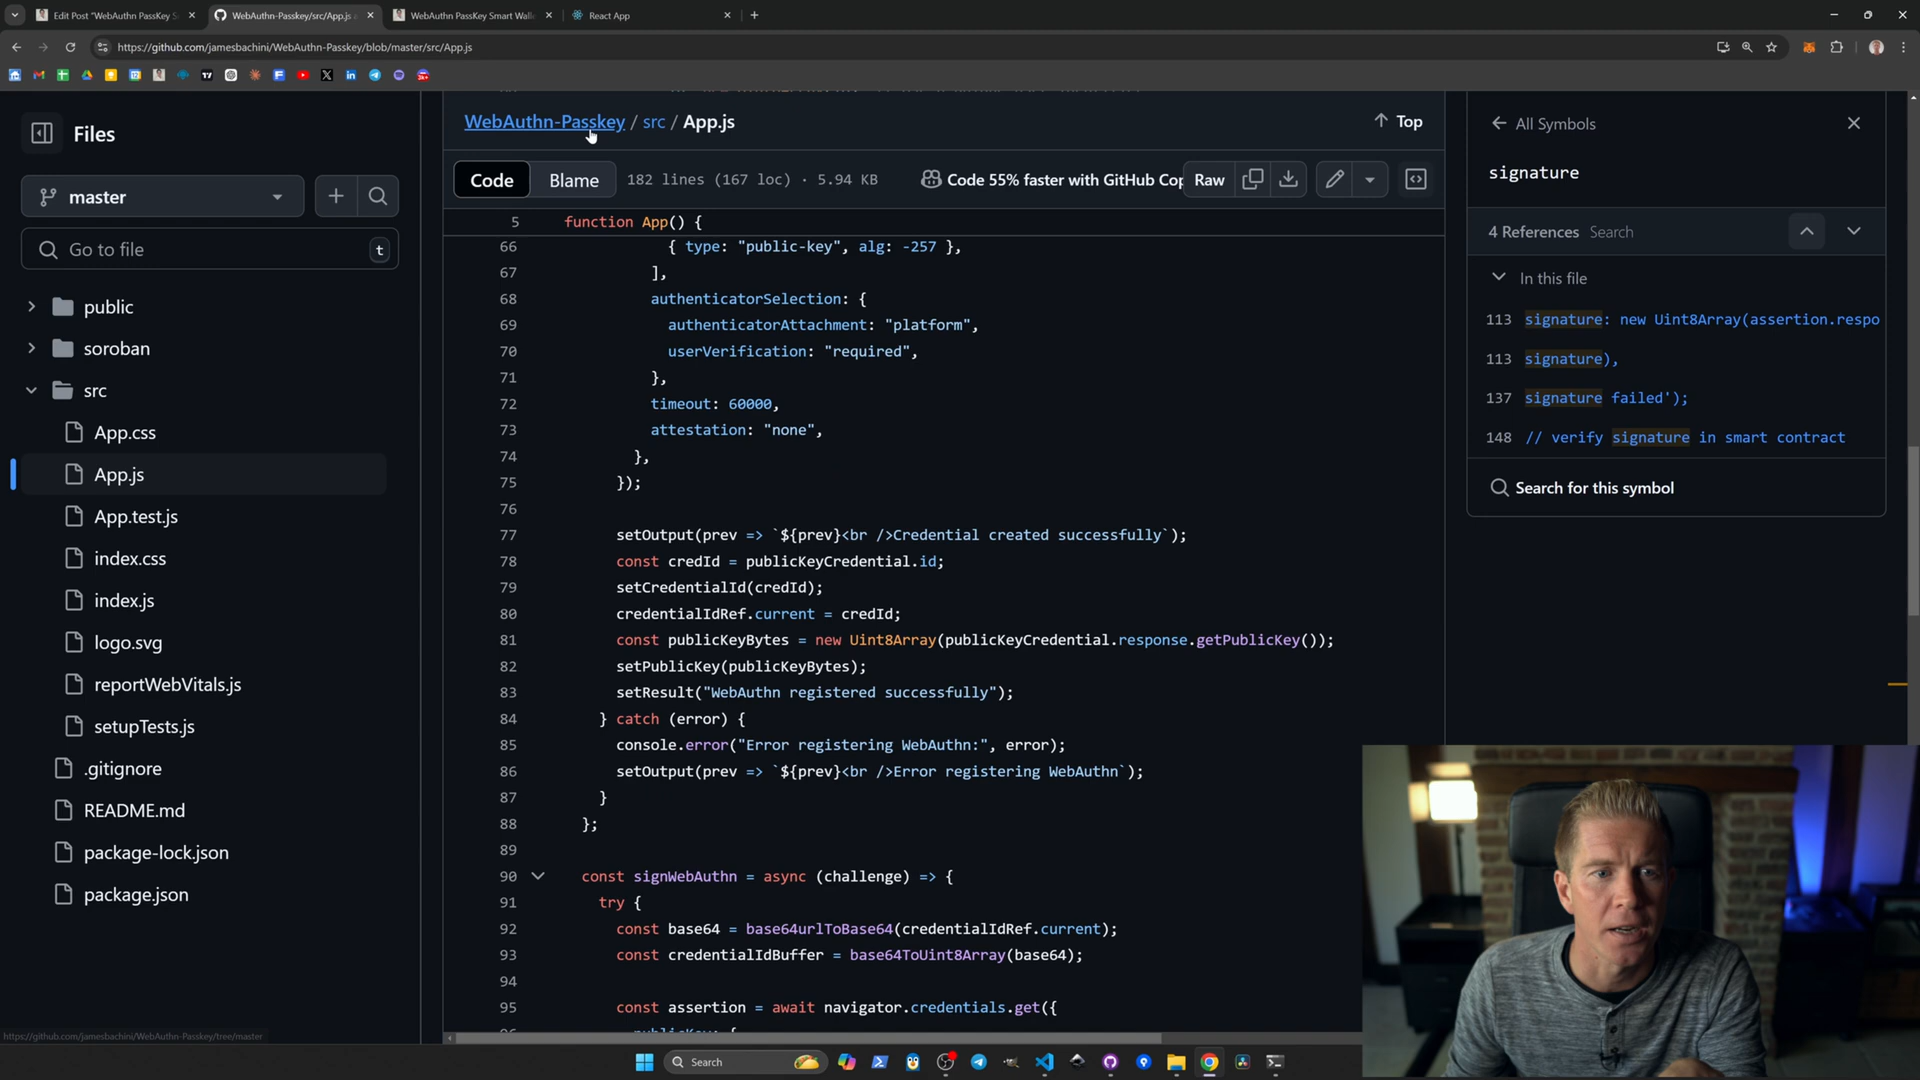 Edit Post "WebAuthn PassKey S
WebAuthn-Passkey/src/App.js a
WebAuthn PassKey Smart Walle
React App
https://github.com/jamesbachini/WebAuthn-Passkey/blob/master/src/App.js
Files
master
Go to file
t
public
soroban
src
App.css
App.js
App.test.js
index.css
index.js
logo.svg
reportWebVitals.js
setupTests.js
.gitignore
README.md
package-lock.json
package.json
https://github.com/jamesbachini/WebAuthn-Passkey/tree/master
WebAuthn-Passkey / src / App.js
Top
Code
Blame
182 lines (167 loc) · 5.94 KB
Code 55% faster with GitHub Cop
Raw
5 function App() {
66 { type: "public-key", alg: -257 },
67 ],
68 authenticatorSelection: {
69 authenticatorAttachment: "platform",
70 userVerification: "required",
71 },
72 timeout: 60000,
73 attestation: "none",
74 },
75 });
76
77 setOutput(prev => `${prev}<br />Credential created successfully`);
78 const credId = publicKeyCredential.id;
79 setCredentialId(credId);
80 credentialIdRef.current = credId;
81 const publicKeyBytes = new Uint8Array(publicKeyCredential.response.getPublicKey());
82 setPublicKey(publicKeyBytes);
83 setResult("WebAuthn registered successfully");
84 } catch (error) {
85 console.error("Error registering WebAuthn:", error);
86 setOutput(prev => `${prev}<br />Error registering WebAuthn`);
87 }
88 };
89
90 const signWebAuthn = async (challenge) => {
91 try {
92 const base64 = base64urlToBase64(credentialIdRef.current);
93 const credentialIdBuffer = base64ToUint8Array(base64);
94
95 const assertion = await navigator.credentials.get({
All Symbols
signature
4 References Search
In this file
113 signature: new Uint8Array(assertion.respo
113 signature),
137 signature failed');
148 // verify signature in smart contract
Search for this symbol
Search